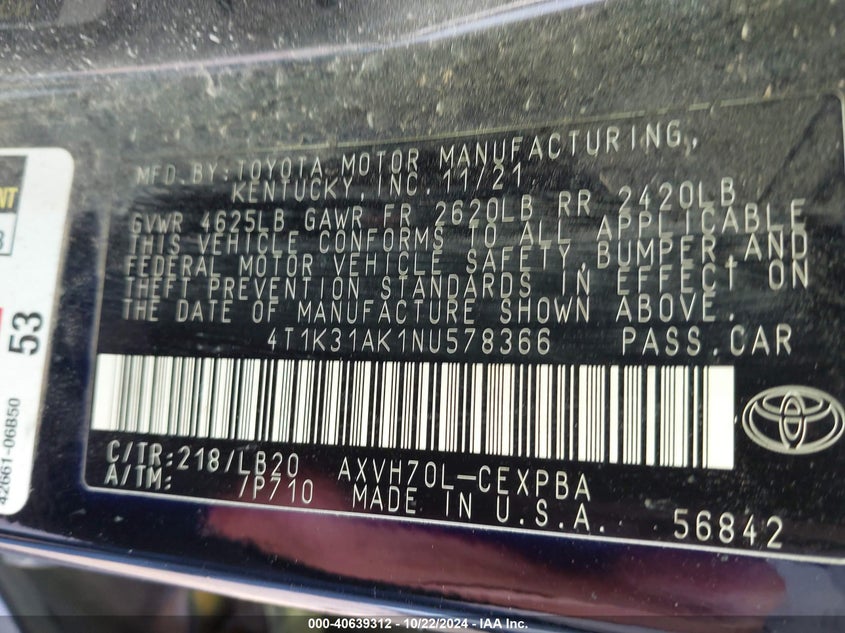 MFD.BY:TOYOTA MOTOR MANUFACTURING,
KENTUCKY, INC.11/21
GVWR 4625LB GAWR FR 2620LB RR 2420LB
THIS VEHICLE CONFORMS TO ALL APPLICABLE
FEDERAL MOTOR VEHICLE SAFETY,BUMPER,AND
THEFT PREVENTION STANDARDS IN EFFECT ON
THE DATE OF MANUFACTURE SHOWN ABOVE.
4T1K31AK1NU578366 PASS.CAR
C/TR:218/LB20 AXVH70L-CEXPBA
A/TM: /P710 MADE IN U.S.A. 56842
53
42661-06B50
000-40639312 - 10/22/2024 - IAA Inc.